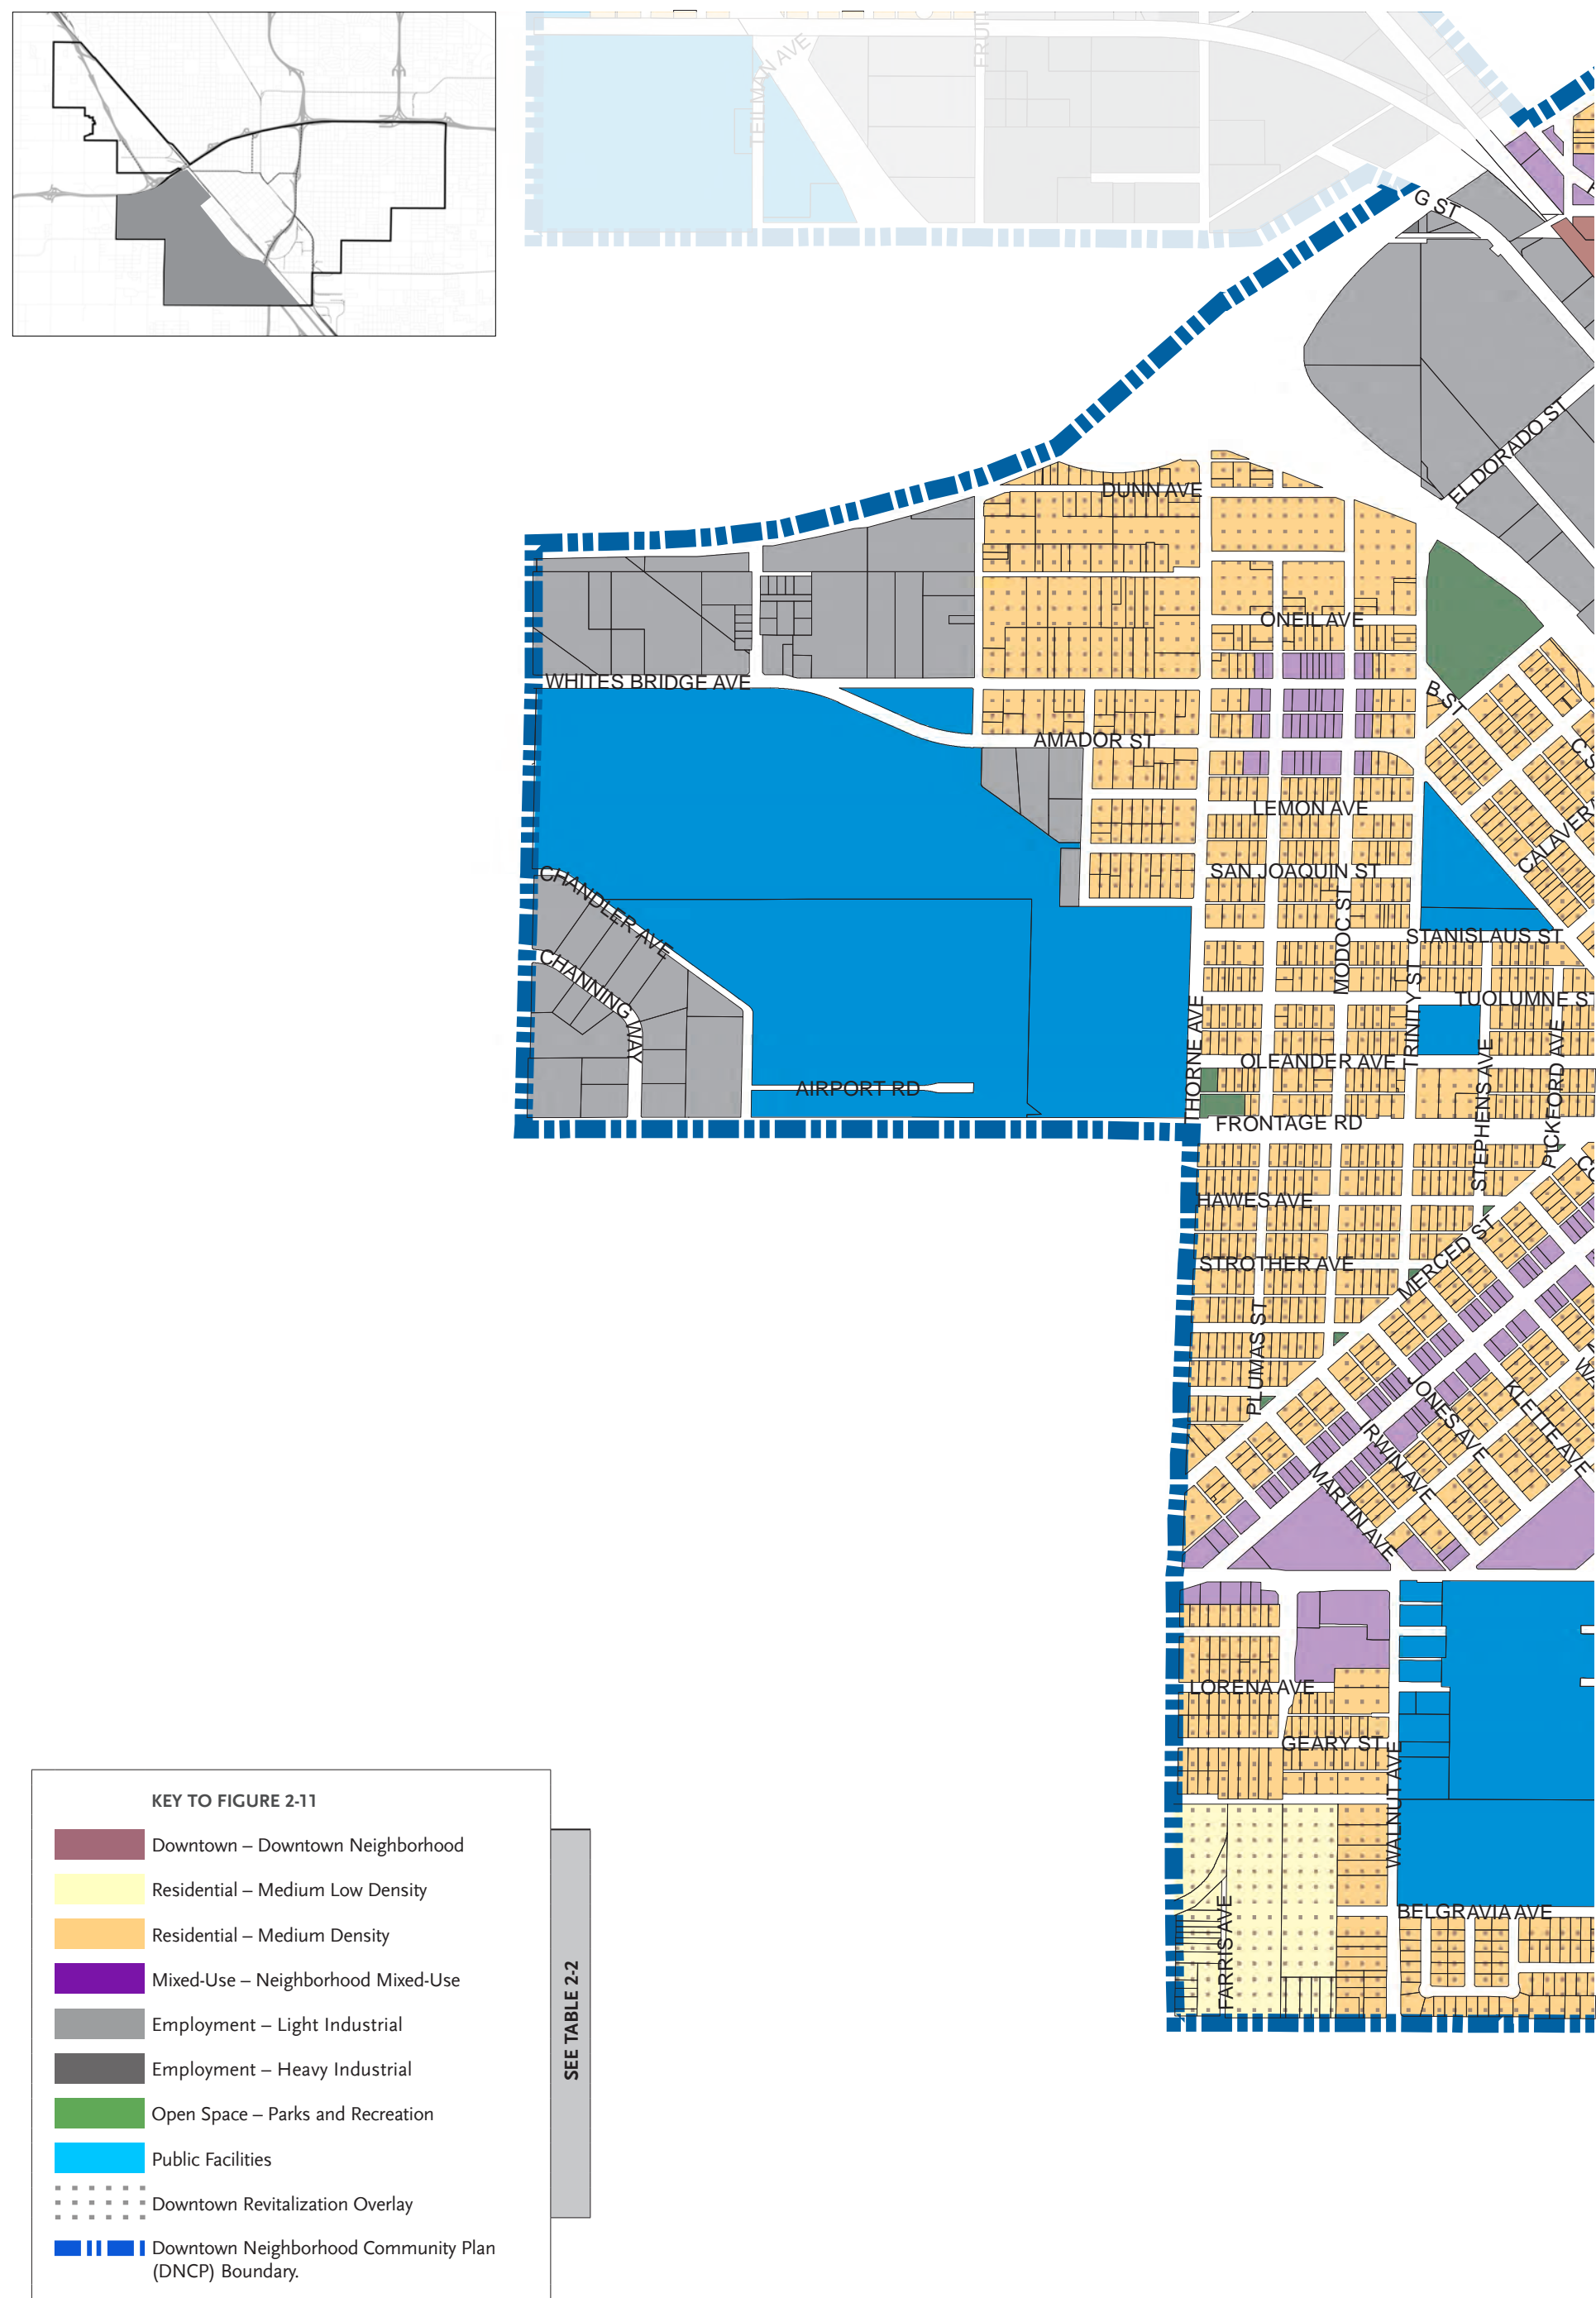 TEILMAN AVE
FRUIT
G ST
EL DORADO ST
DUNN AVE
ONEIL AVE
WHITES BRIDGE AVE
B ST
AMADOR ST
LEMON AVE
CALAVER
SAN JOAQUIN ST
CHANDLER AVE
MODOC ST
STANISLAUS ST
CHANNING WAY
TRINITY ST
TUOLUMNE S
THORNE AVE
OLEANDER AVE
STEPHENS AVE
PICKFORD AVE
AIRPORT RD
FRONTAGE RD
HAWES AVE
MERCED ST
STROTHER AVE
PLUMAS ST
JONES AVE
KLETTE AVE
IRWIN AVE
MARTIN AVE
LORENA AVE
GEARY ST
WALNUT AVE
FARRIS AVE
BELGRAVIA AVE
KEY TO FIGURE 2-11
Downtown – Downtown Neighborhood
Residential – Medium Low Density
Residential – Medium Density
Mixed-Use – Neighborhood Mixed-Use
Employment – Light Industrial
Employment – Heavy Industrial
Open Space – Parks and Recreation
Public Facilities
Downtown Revitalization Overlay
Downtown Neighborhood Community Plan
(DNCP) Boundary.
SEE TABLE 2-2